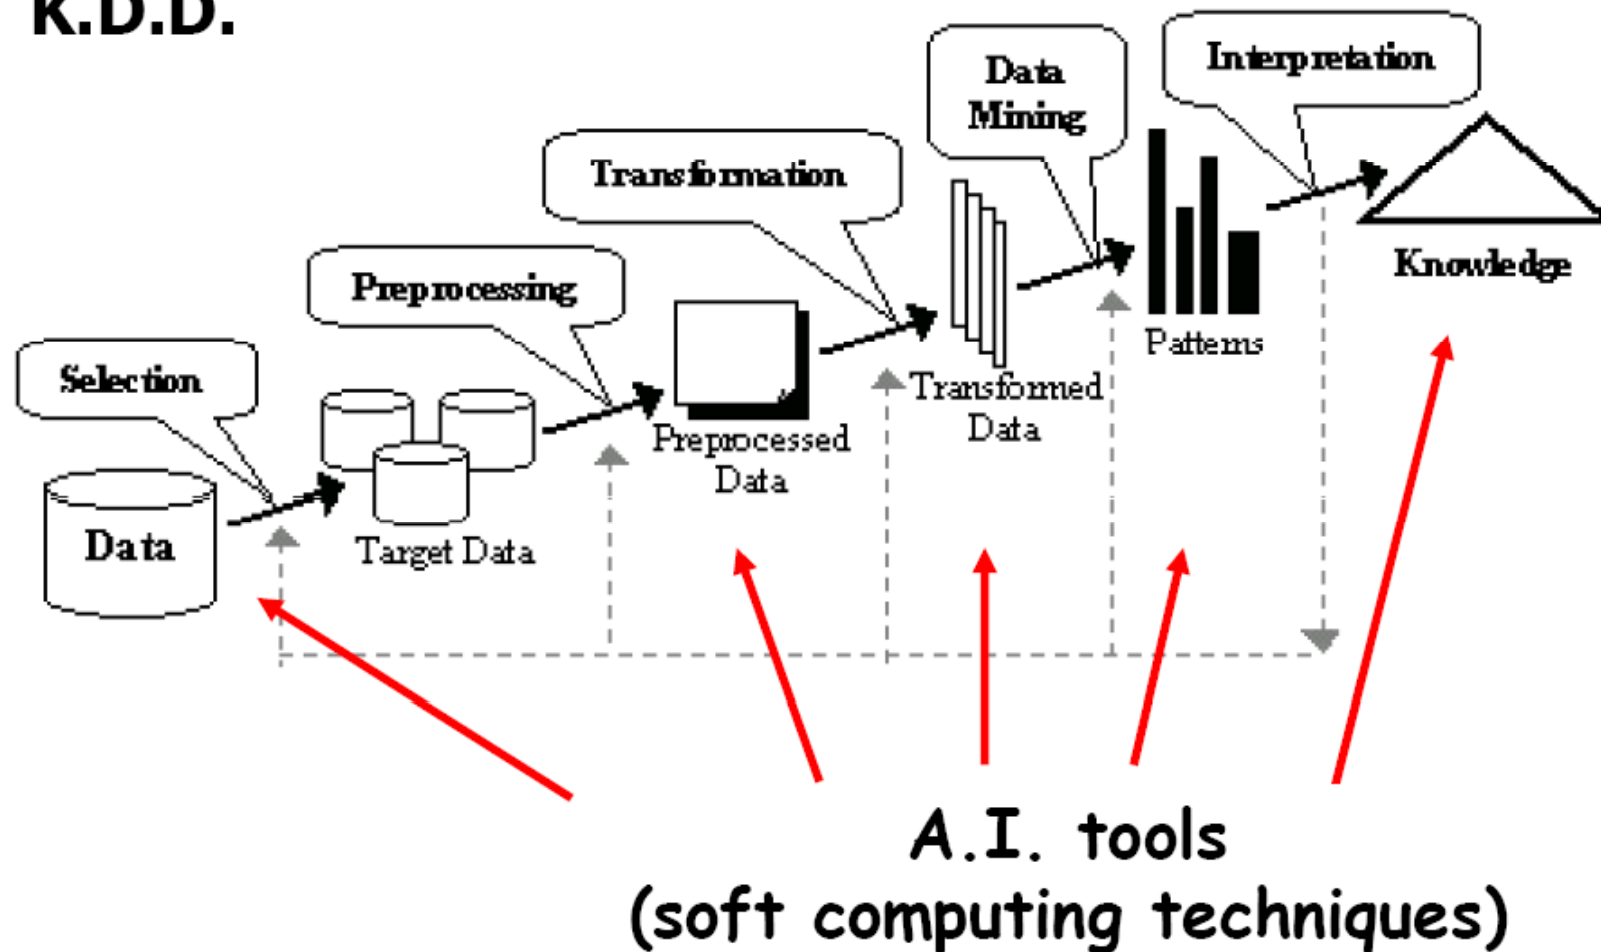 K.D.D.
Interpretation
Data
Mining
Transformation
Knowledge
Preprocessing
Patterns
Selection
Transformed
Data
Preprocessed
Data
Data
Target Data
A.I. tools
(soft computing techniques)